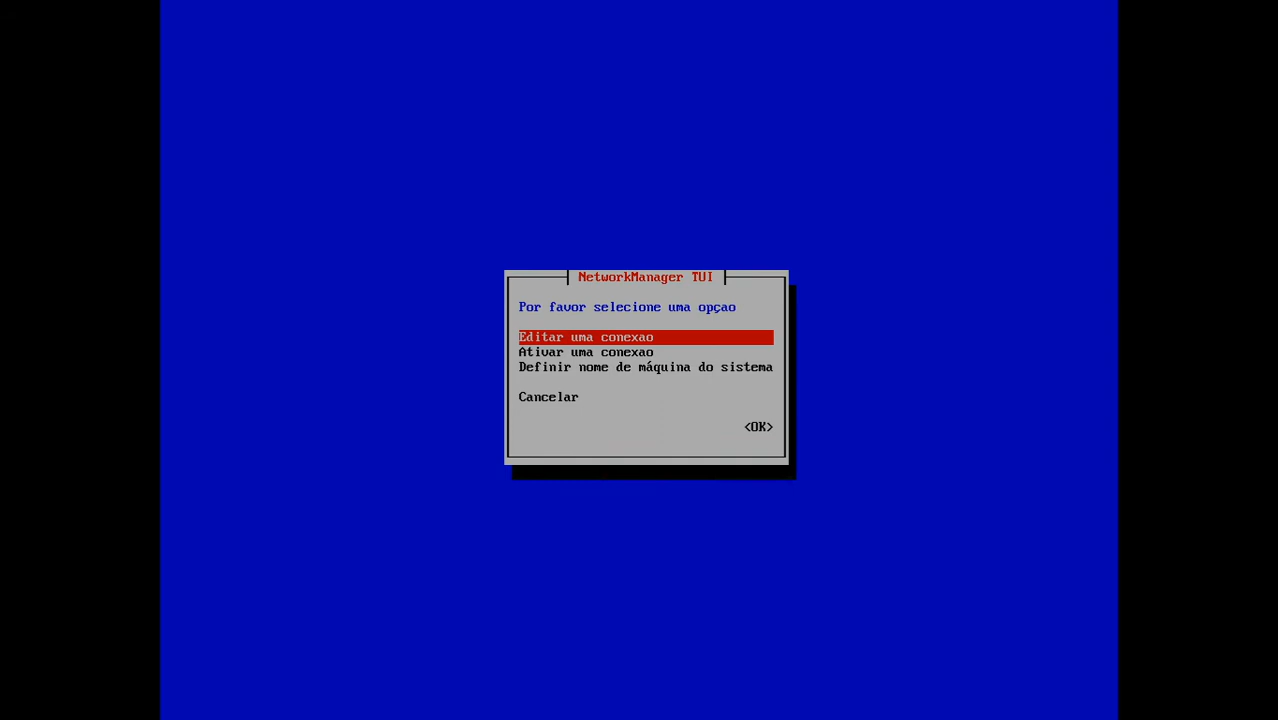 NetworkManager TUI
Por favor selecione uma opçao
Editar uma conexao
Ativar uma conexao
Definir nome de máquina do sistema
Cancelar
<OK>